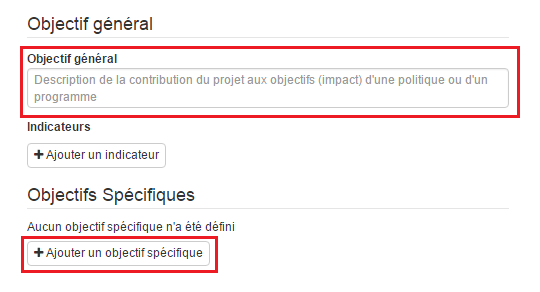 Objectif général
Objectif général
Description de la contribution du projet aux objectifs (impact) d'une politique ou d'un
programme
Indicateurs
+ Ajouter un indicateur
Objectifs Spécifiques
Aucun objectif spécifique n'a été défini
+ Ajouter un objectif spécifique